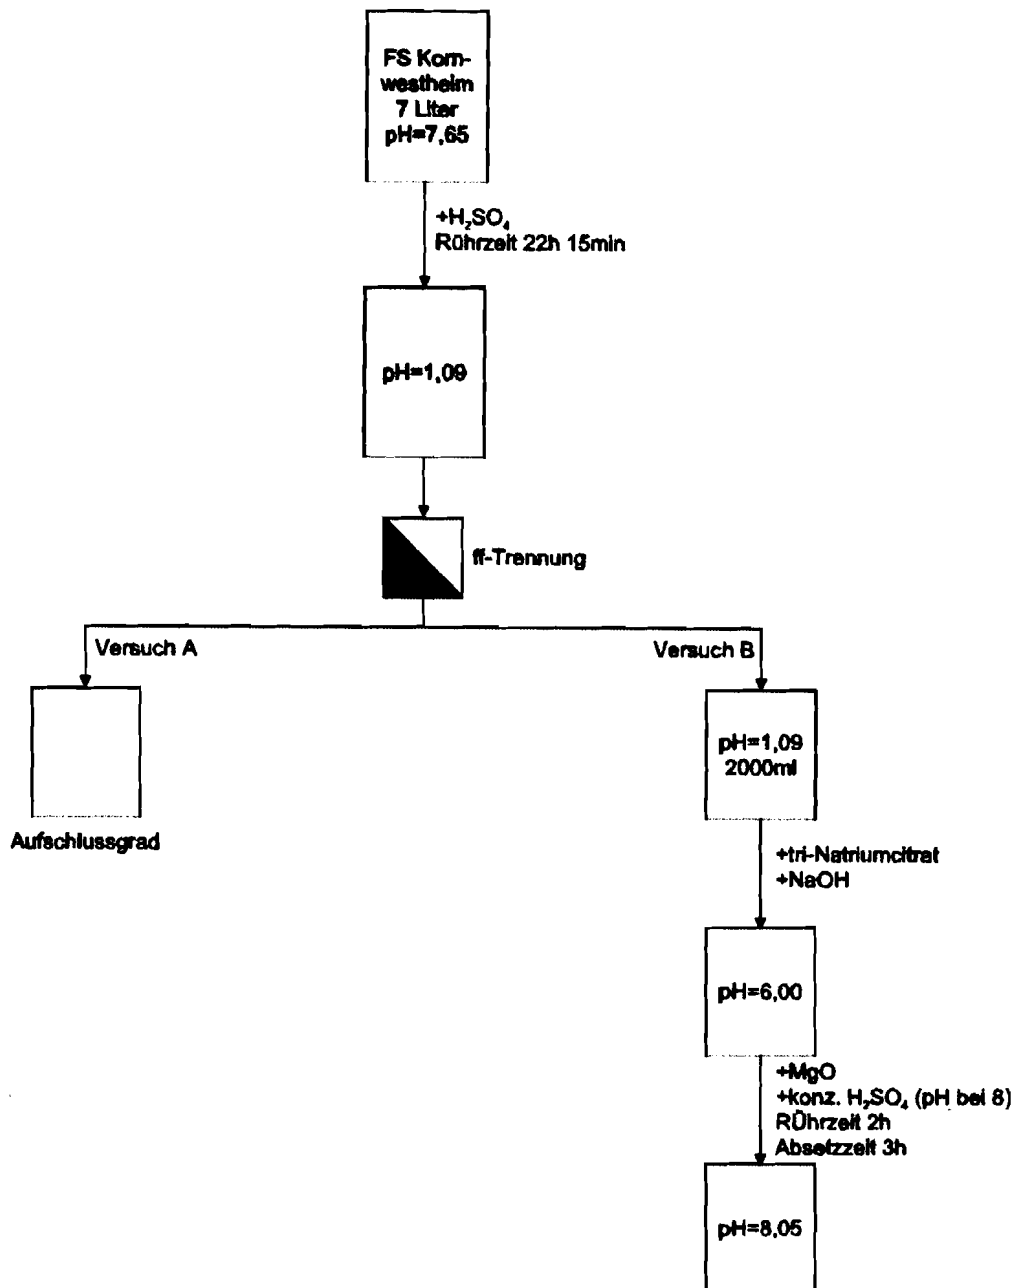 FS Korn-
westheim
7 Liter
pH=7,65
+H₂SO₄
Rührzeit 22h 15min
pH=1,09
ff-Trennung
Versuch A
Versuch B
Aufschlussgrad
pH=1,09
2000ml
+tri-Natriumcitrat
+NaOH
pH=6,00
+MgO
+konz. H₂SO₄ (pH bei 8)
RÜhrzeit 2h
Absetzzeit 3h
pH=8,05